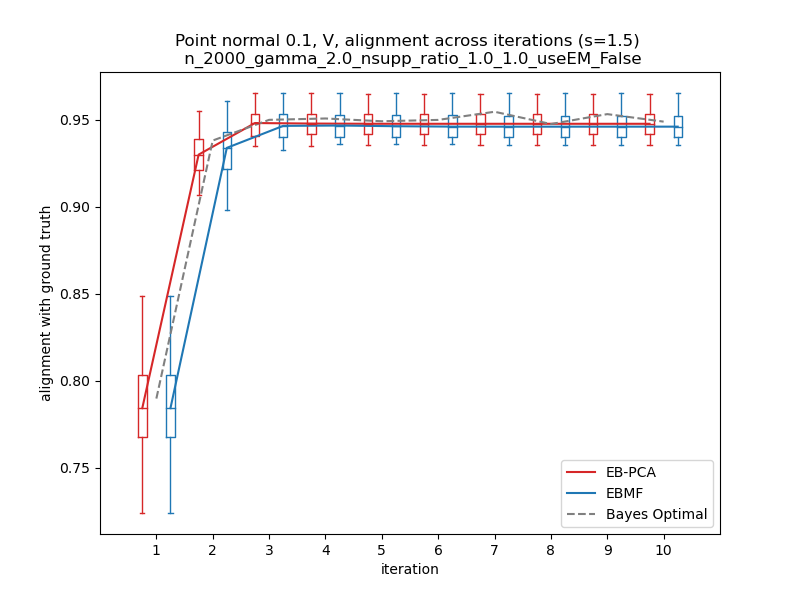 Point normal 0.1, V, alignment across iterations (s=1.5)
n_2000_gamma_2.0_nsupp_ratio_1.0_1.0_useEM_False
alignment with ground truth
0.95
0.90
0.85
0.80
0.75
EB-PCA
EBMF
Bayes Optimal
1 2 3 4 5 6 7 8 9 10
iteration